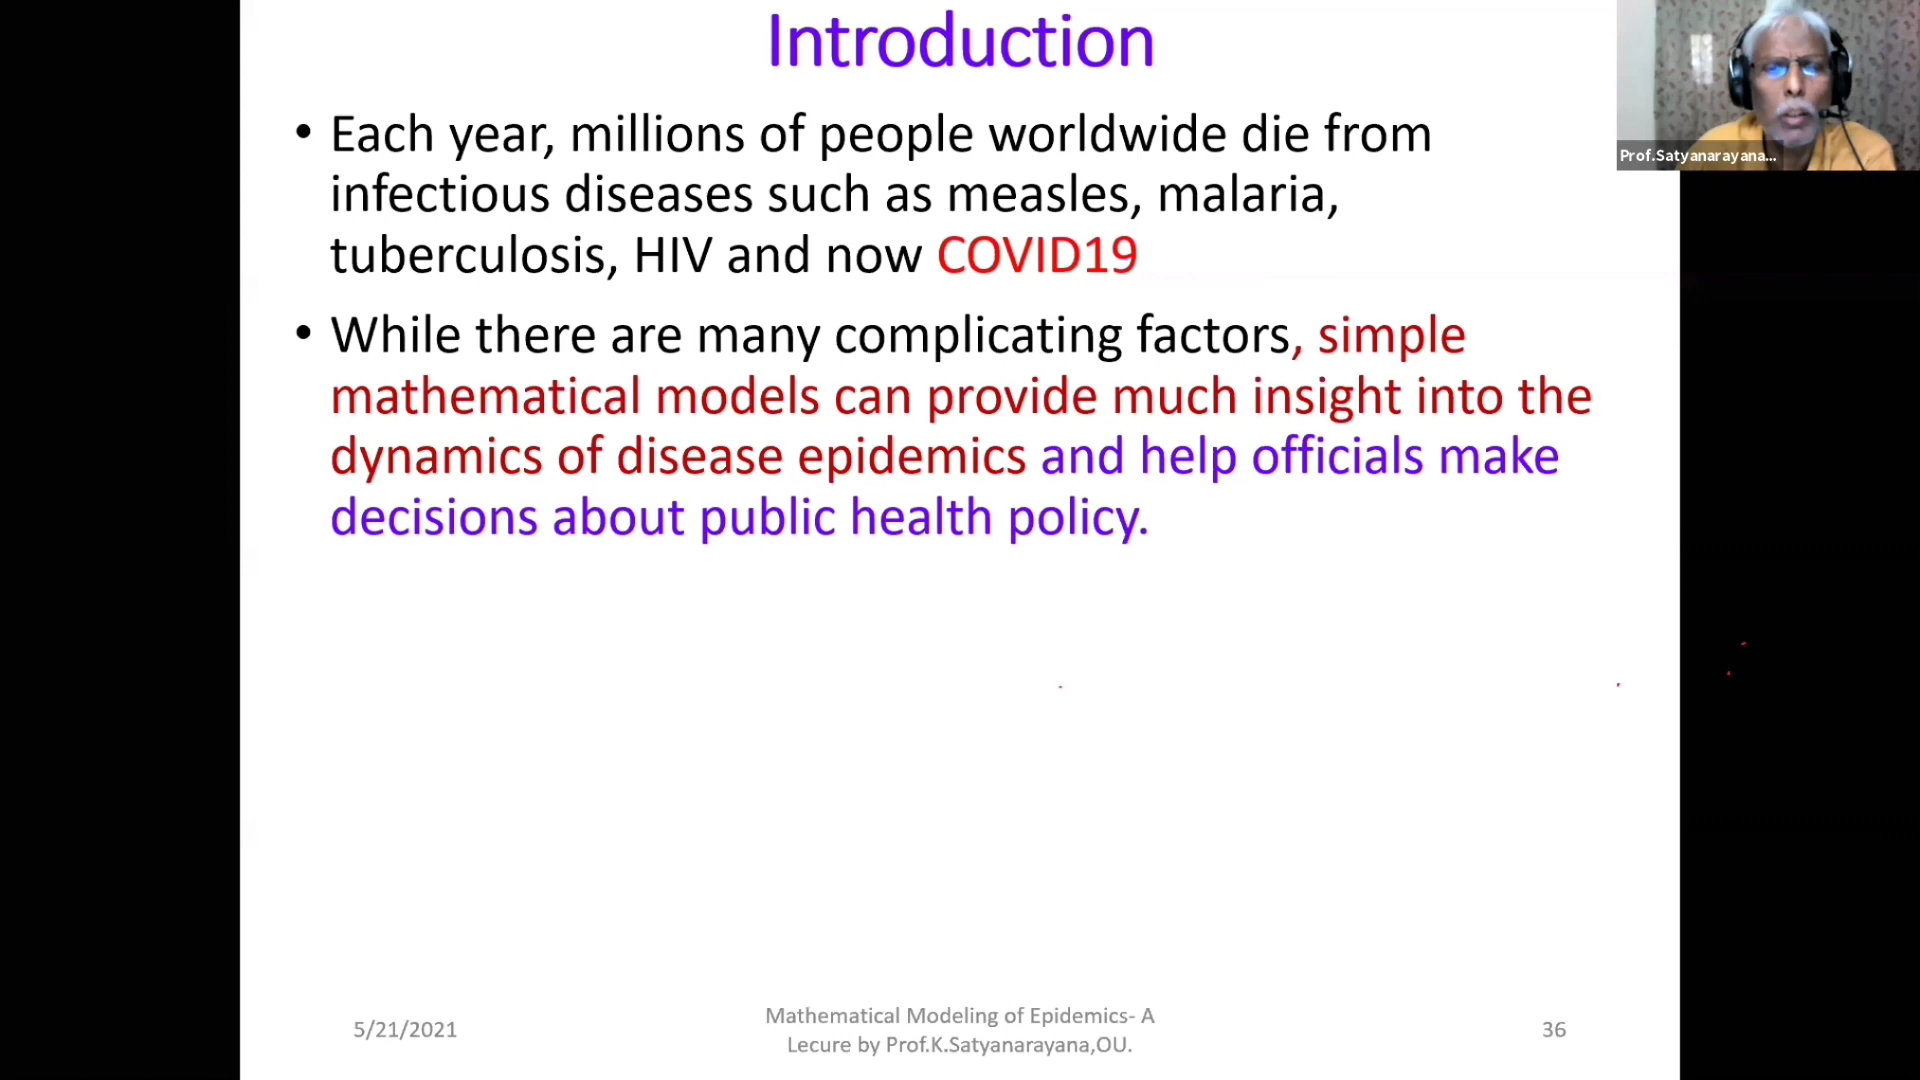 Introduction
• Each year, millions of people worldwide die from
infectious diseases such as measles, malaria,
tuberculosis, HIV and now COVID19
• While there are many complicating factors, simple
mathematical models can provide much insight into the
dynamics of disease epidemics and help officials make
decisions about public health policy.
Prof.Satyanarayana...
5/21/2021
Mathematical Modeling of Epidemics- A
Lecure by Prof.K.Satyanarayana,OU.
36